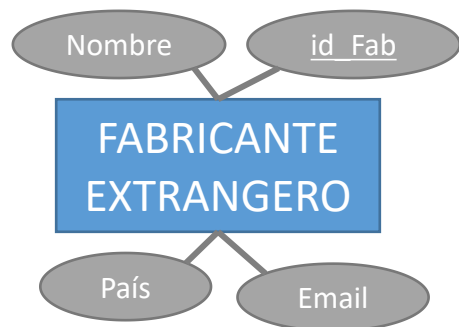 Nombre
id_Fab
FABRICANTE
EXTRANGERO
País
Email